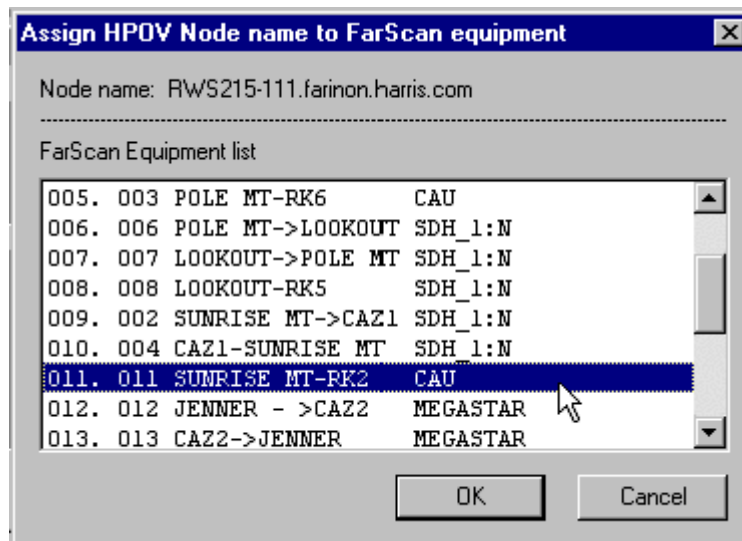 Assign HPOV Node name to FarScan equipment
Node name: RWS215-111.farinon.harris.com
FarScan Equipment list
005. 003 POLE MT-RK6 CAU
006. 006 POLE MT->LOOKOUT SDH_1:N
007. 007 LOOKOUT->POLE MT SDH_1:N
008. 008 LOOKOUT-RK5 SDH_1:N
009. 002 SUNRISE MT->CAZ1 SDH_1:N
010. 004 CAZ1-SUNRISE MT SDH_1:N
011. 011 SUNRISE MT-RK2 CAU
012. 012 JENNER - >CAZ2 MEGASTAR
013. 013 CAZ2->JENNER MEGASTAR
OK Cancel